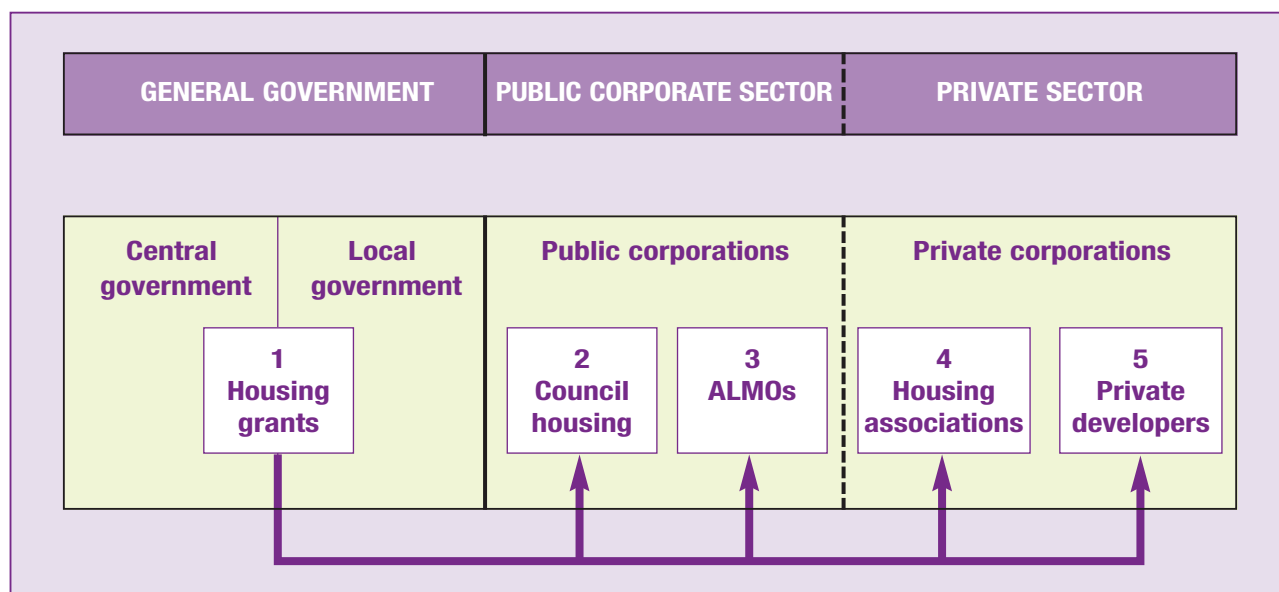 GENERAL GOVERNMENT
PUBLIC CORPORATE SECTOR
PRIVATE SECTOR
Central
government
Local
government
Public corporations
Private corporations
1
Housing
grants
2
Council
housing
3
ALMOs
4
Housing
associations
5
Private
developers